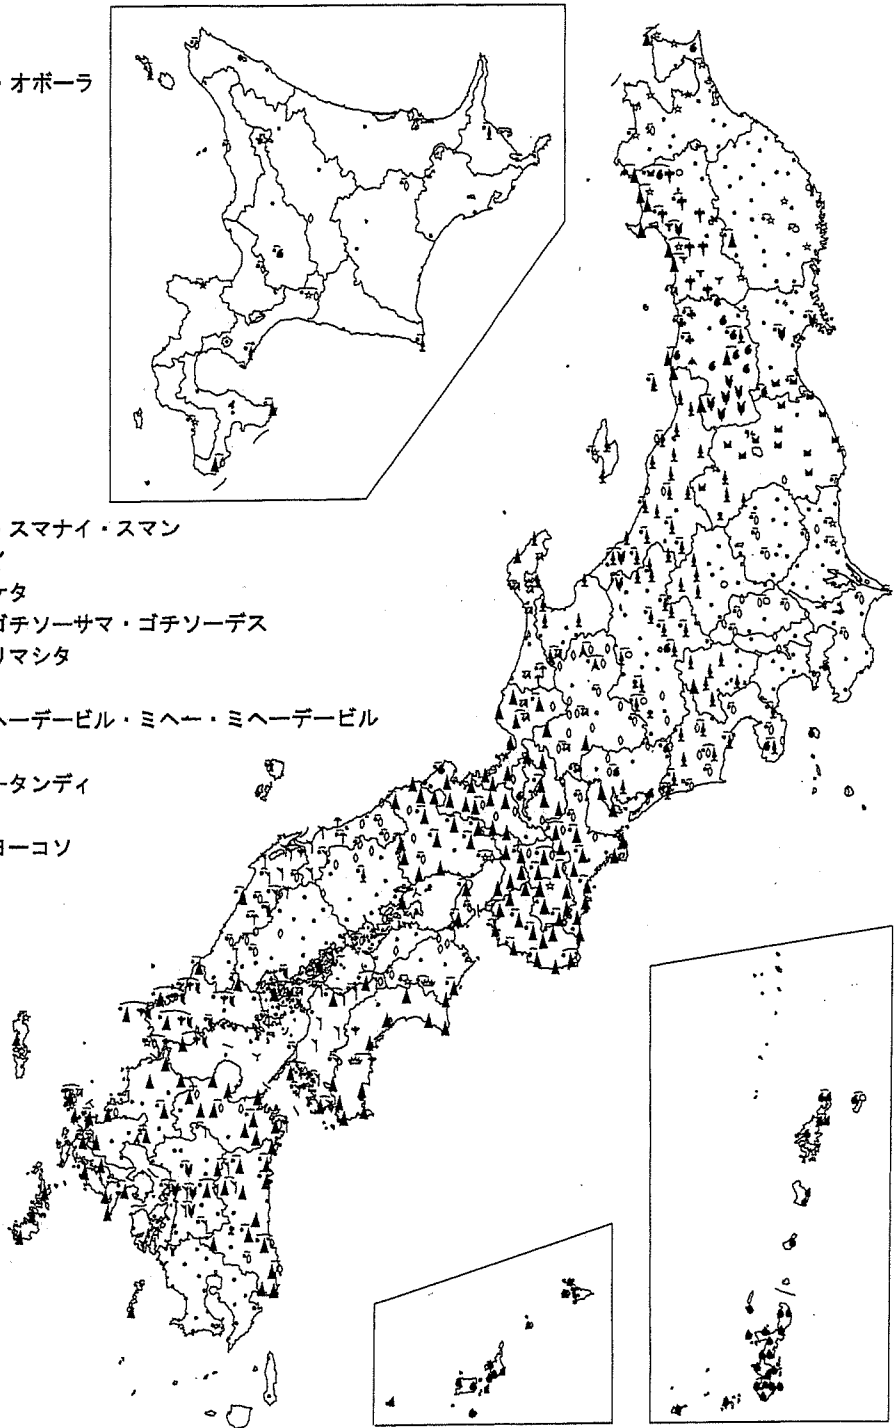 ・オボーラ
・スマナイ・スマン
ン
ケタ
ゴチソーサマ・ゴチソーデス
リマシタ
ヘーデービル・ミヘー・ミヘーデービル
ータンディ
ヨーコソ